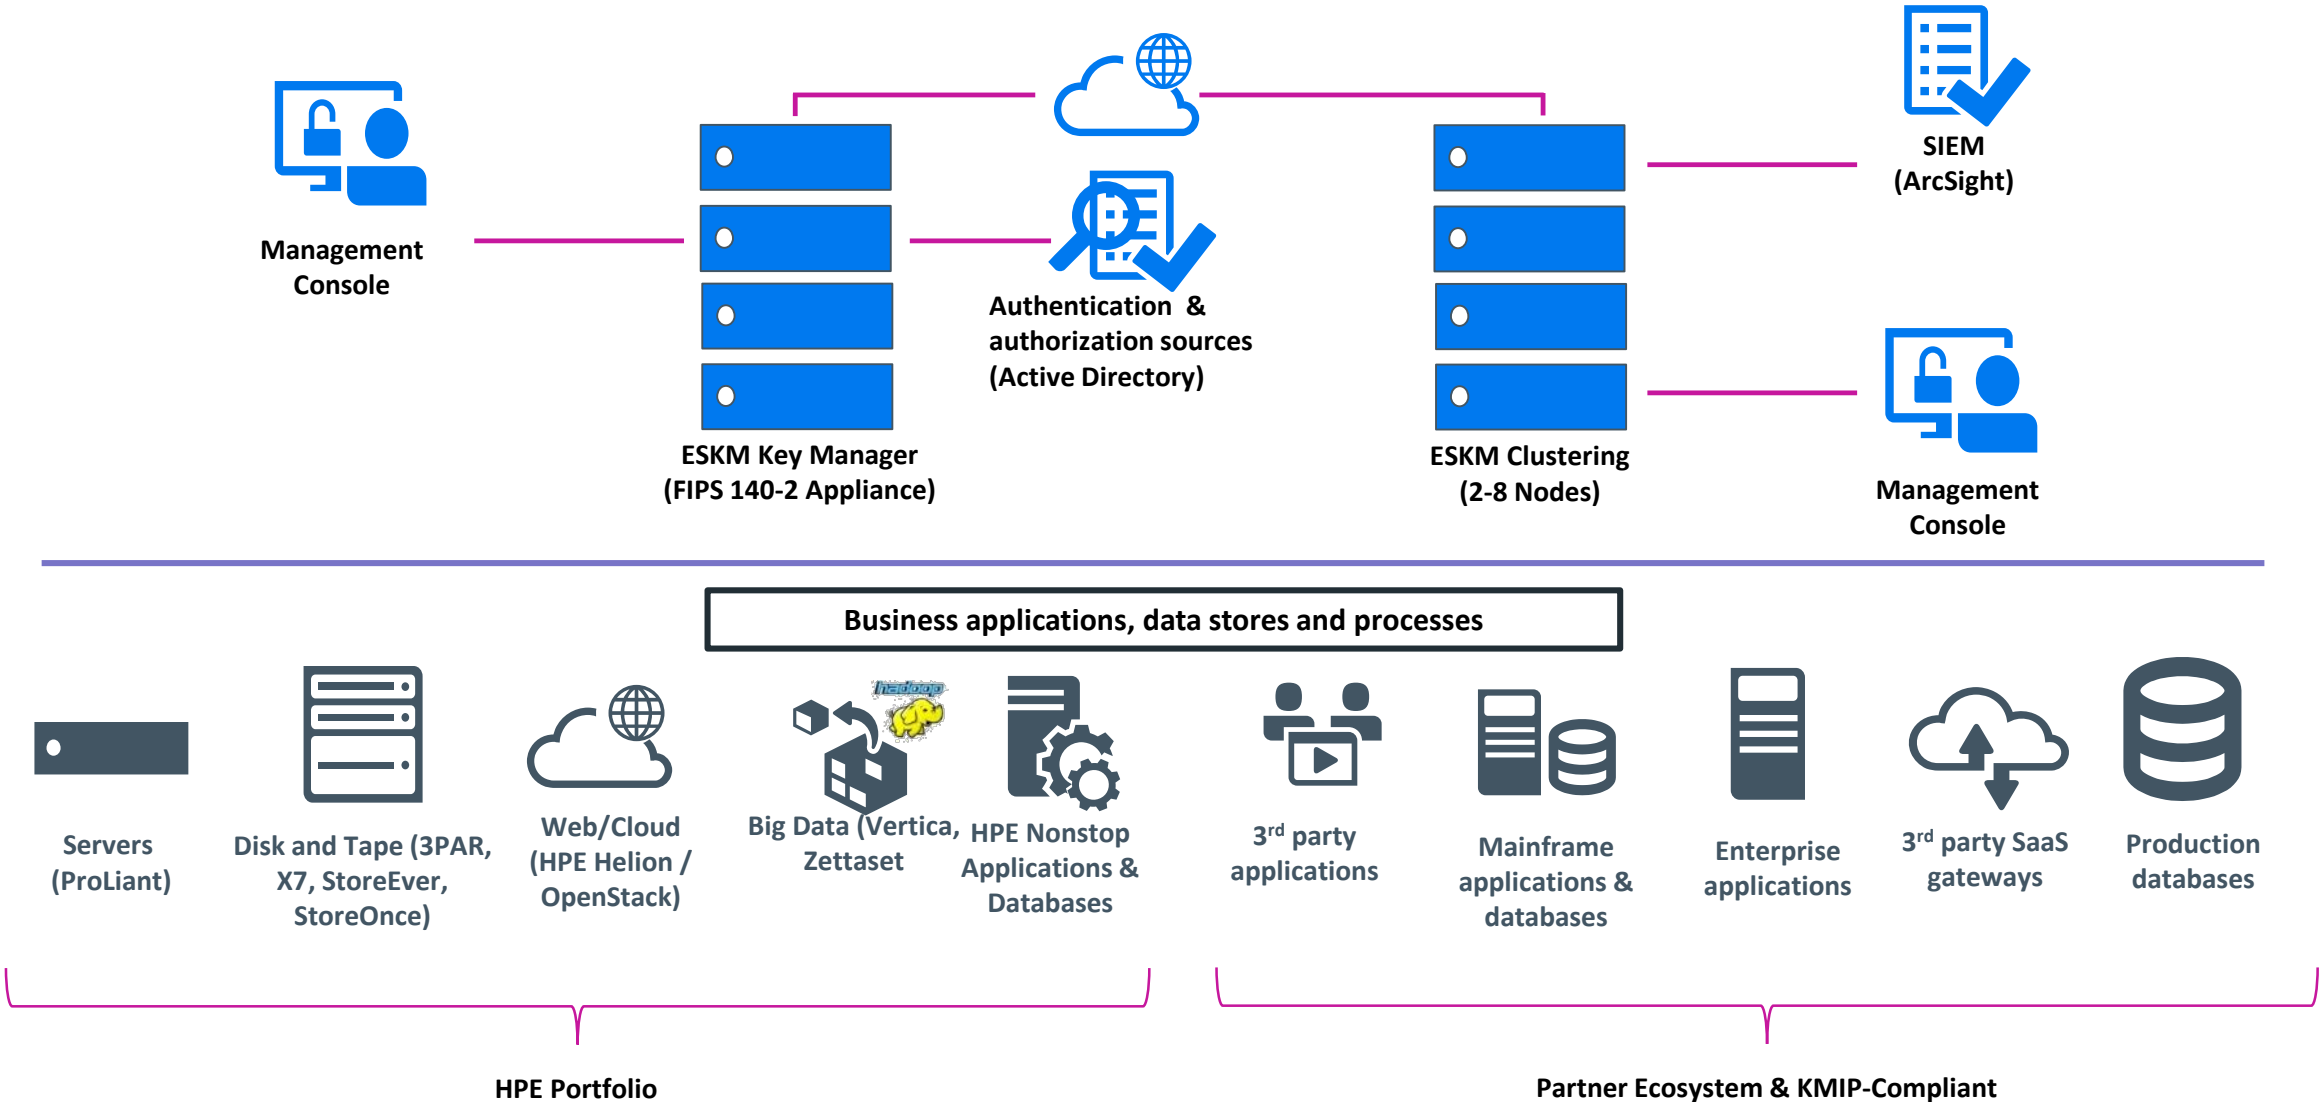 SIEM
(ArcSight)
Management
Console
Authentication  &
authorization sources
(Active Directory)
ESKM Key Manager
(FIPS 140-2 Appliance)
ESKM Clustering
(2-8 Nodes)
Management
Console
Business applications, data stores and processes
hadoop
Servers
(ProLiant)
Disk and Tape (3PAR,
X7, StoreEver,
StoreOnce)
Web/Cloud
(HPE Helion /
OpenStack)
Big Data (Vertica,
Zettaset
HPE Nonstop
Applications &
Databases
3rd party
applications
Mainframe
applications &
databases
Enterprise
applications
3rd party SaaS
gateways
Production
databases
HPE Portfolio
Partner Ecosystem & KMIP-Compliant